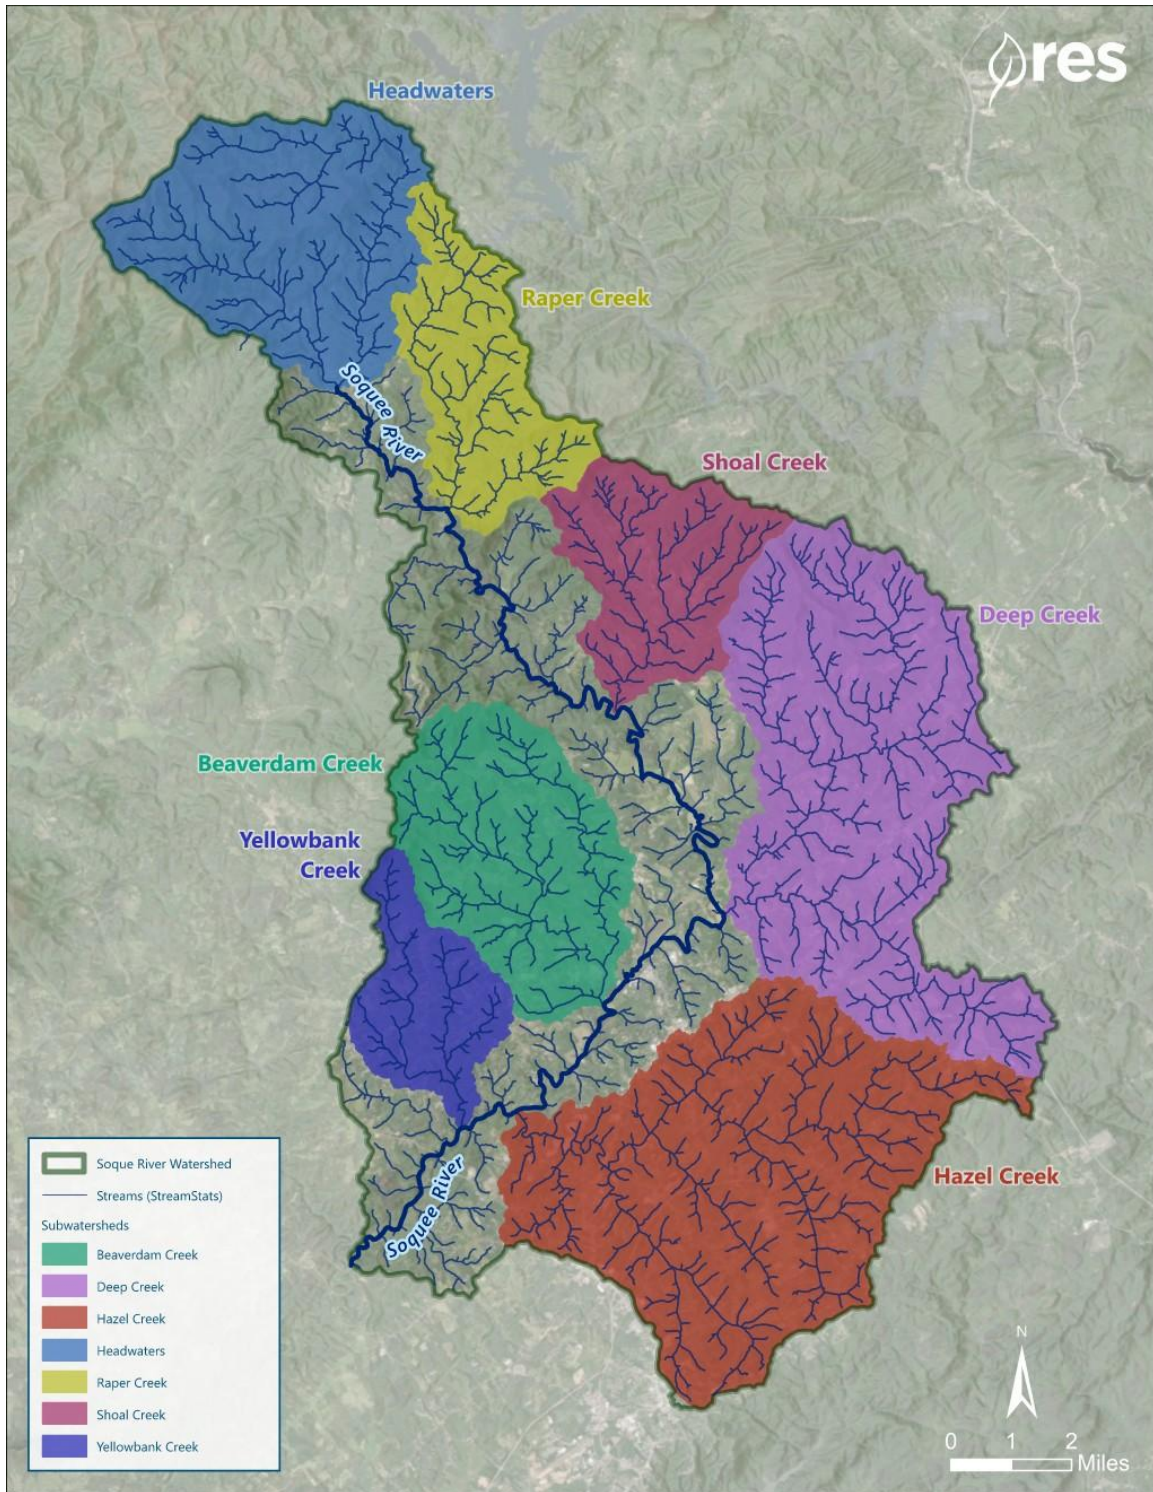 res
Headwaters
Raper Creek
Soquee River
Shoal Creek
Deep Creek
Beaverdam Creek
Yellowbank
Creek
Hazel Creek
Soquee River
Soque River Watershed
Streams (StreamStats)
Subwatersheds
Beaverdam Creek
Deep Creek
Hazel Creek
Headwaters
Raper Creek
Shoal Creek
Yellowbank Creek
N
0 1 2
Miles